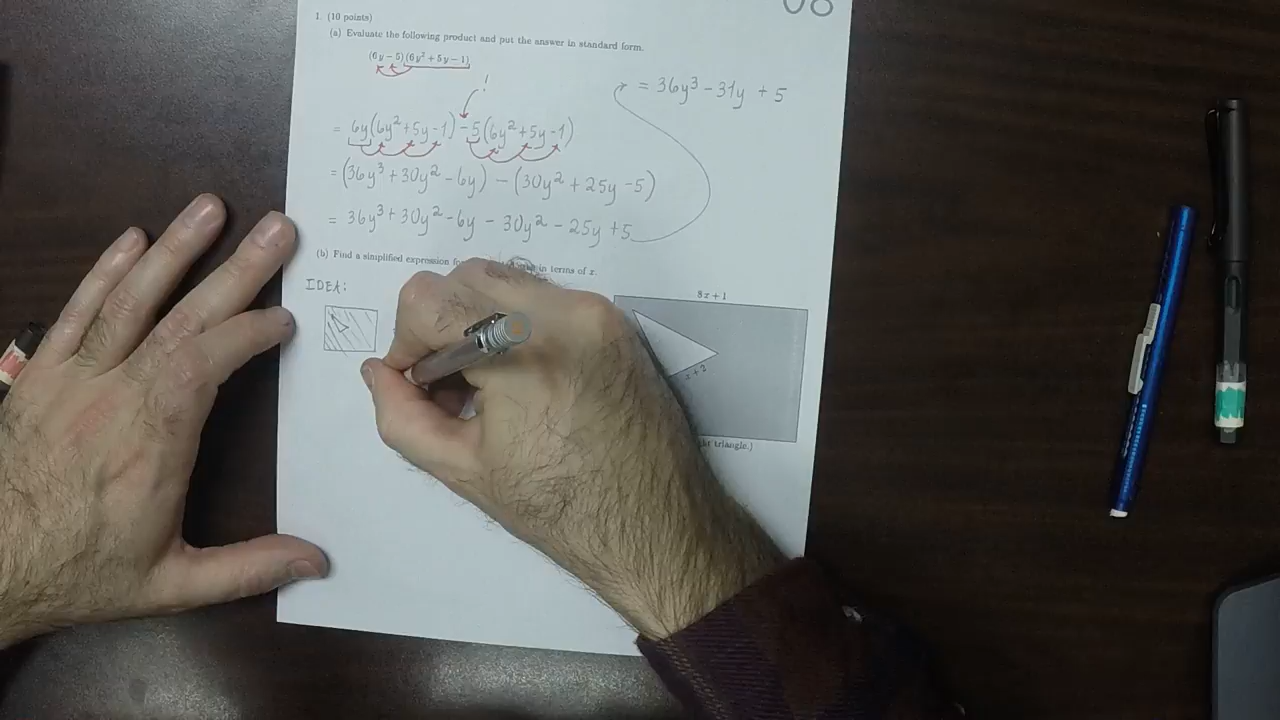 08
1. (10 points)
(a) Evaluate the following product and put the answer in standard form.
(6y − 5)(6y² + 5y − 1)
!
= 6y(6y²+5y-1) -5(6y²+5y-1)
= (36y³ +30y² - 6y) - (30y² + 25y -5)
= 36y³ + 30y² - 6y - 30y² - 25y +5
= 36y³ - 31y + 5
(b) Find a simplified expression in terms of x.
IDEA:
8x + 1
x + 2
triangle.)